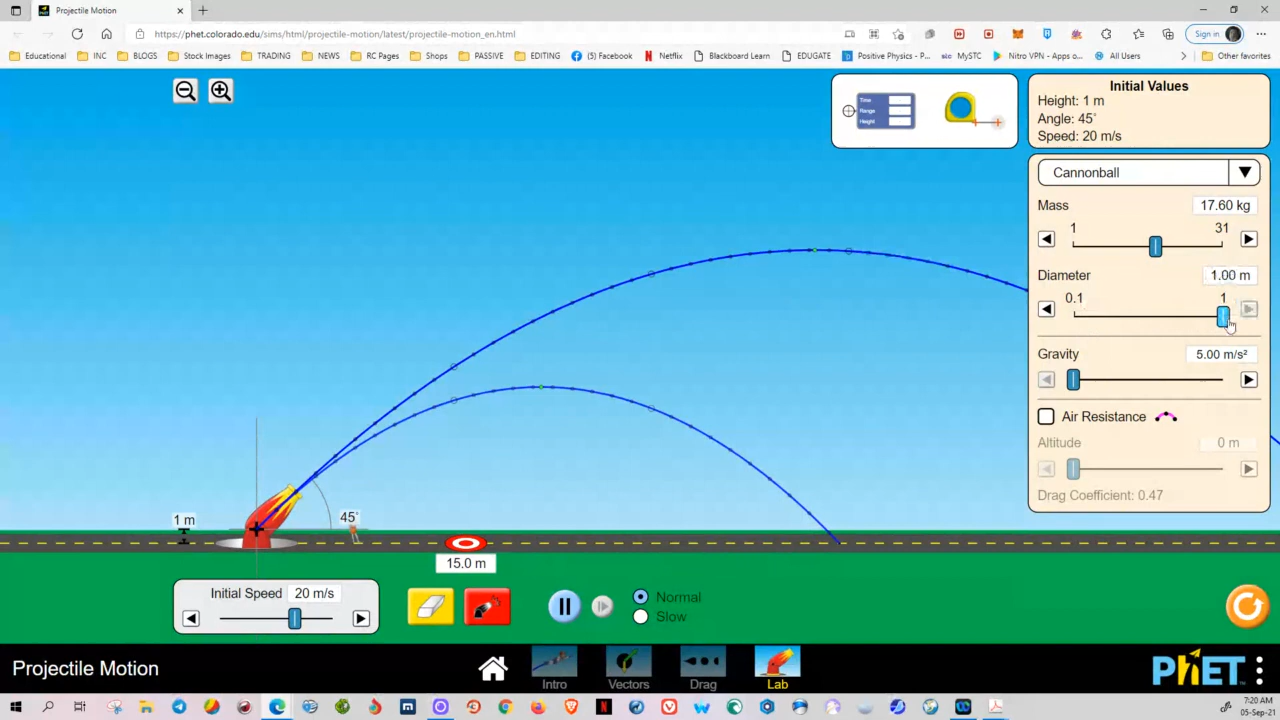 Projectile Motion
https://phet.colorado.edu/sims/html/projectile-motion/latest/projectile-motion_en.html
Sign in
Educational INC BLOGS Stock Images TRADING NEWS RC Pages Shops PASSIVE EDITING (5) Facebook Netflix Blackboard Learn EDUGATE Positive Physics - P... STC MySTC Nitro VPN - Apps o... All Users Other favorites
Time
Range
Height
Initial Values
Height: 1 m
Angle: 45°
Speed: 20 m/s
Cannonball
Mass 17.60 kg
1 31
Diameter 1.00 m
0.1 1
Gravity 5.00 m/s²
Air Resistance
Altitude 0 m
Drag Coefficient: 0.47
1 m
45°
15.0 m
Initial Speed 20 m/s
Normal
Slow
Projectile Motion
Intro Vectors Drag Lab
PhET
7:20 AM
05-Sep-21